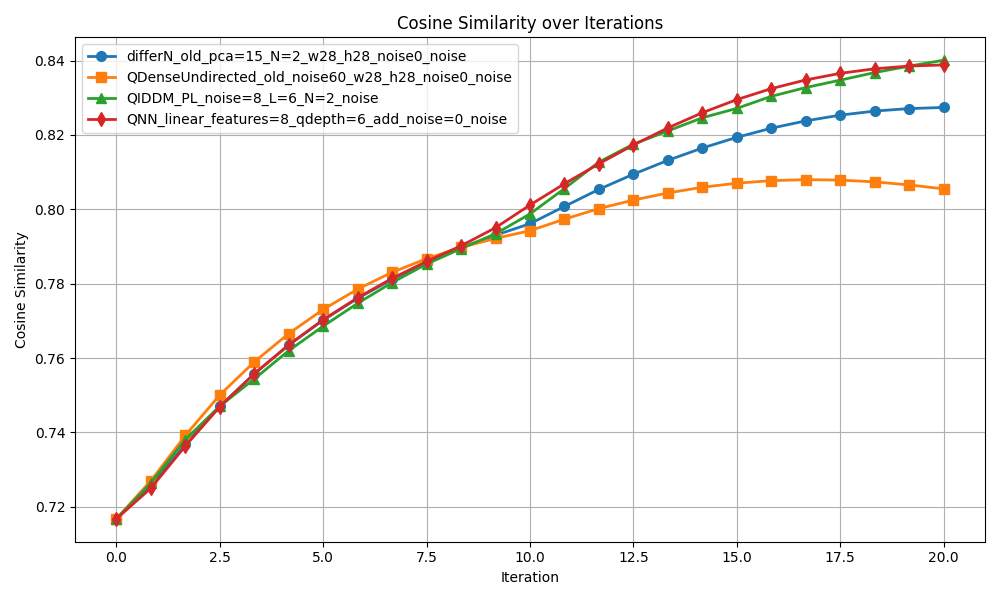 Cosine Similarity over Iterations
differN_old_pca=15_N=2_w28_h28_noise0_noise
QDenseUndirected_old_noise60_w28_h28_noise0_noise
QIDDM_PL_noise=8_L=6_N=2_noise
QNN_linear_features=8_qdepth=6_add_noise=0_noise
Cosine Similarity
0.84
0.82
0.80
0.78
0.76
0.74
0.72
0.0 2.5 5.0 7.5 10.0 12.5 15.0 17.5 20.0
Iteration